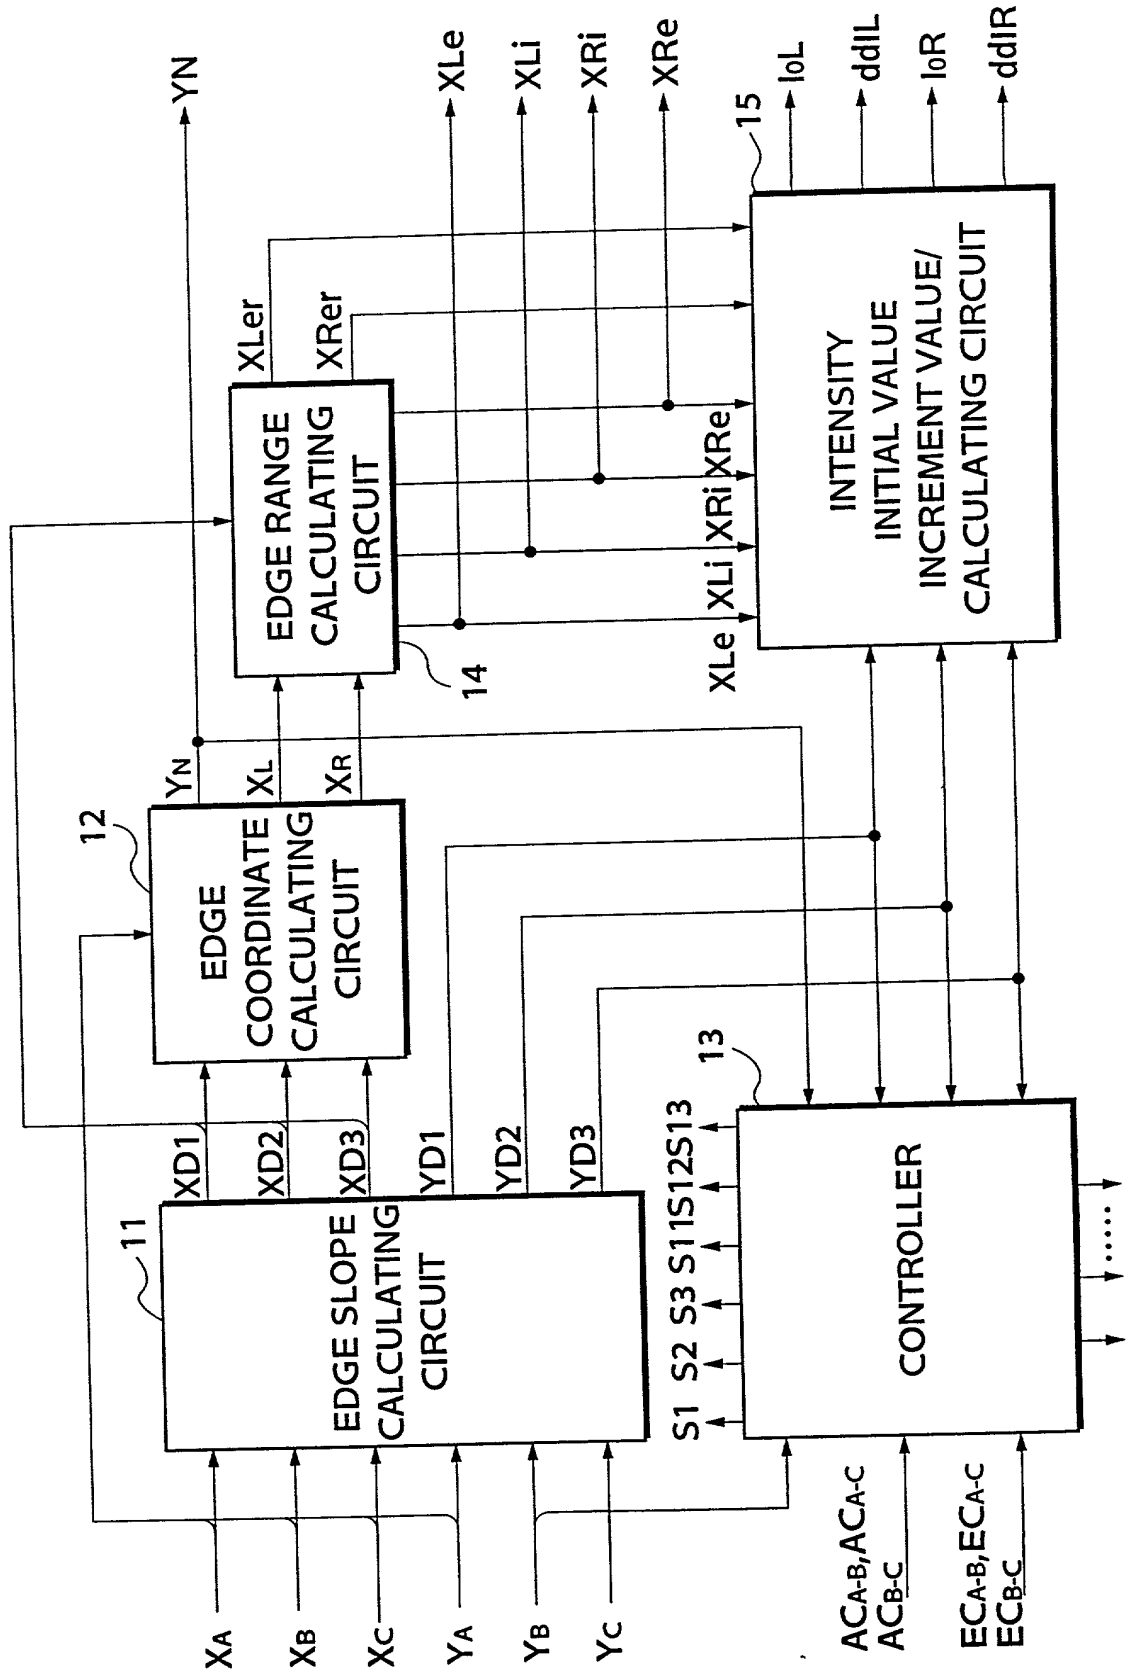 YN
XLe
XLi
XRi
XRe
15
IOL
ddIL
IOR
ddIR
XLer
XRer
EDGE RANGE
CALCULATING
CIRCUIT
14
XLe
XLi
XRi
XRe
INTENSITY
INITIAL VALUE
INCREMENT VALUE/
CALCULATING CIRCUIT
12
YN
XL
XR
EDGE
COORDINATE
CALCULATING
CIRCUIT
11
XD1
XD2
XD3
YD1
YD2
YD3
EDGE SLOPE
CALCULATING
CIRCUIT
13
S1
S2
S3
S11
S12
S13
CONTROLLER
.....
XA
XB
XC
YA
YB
YC
ACA-B,ACA-C
ACB-C
ECA-B,ECA-C
ECB-C